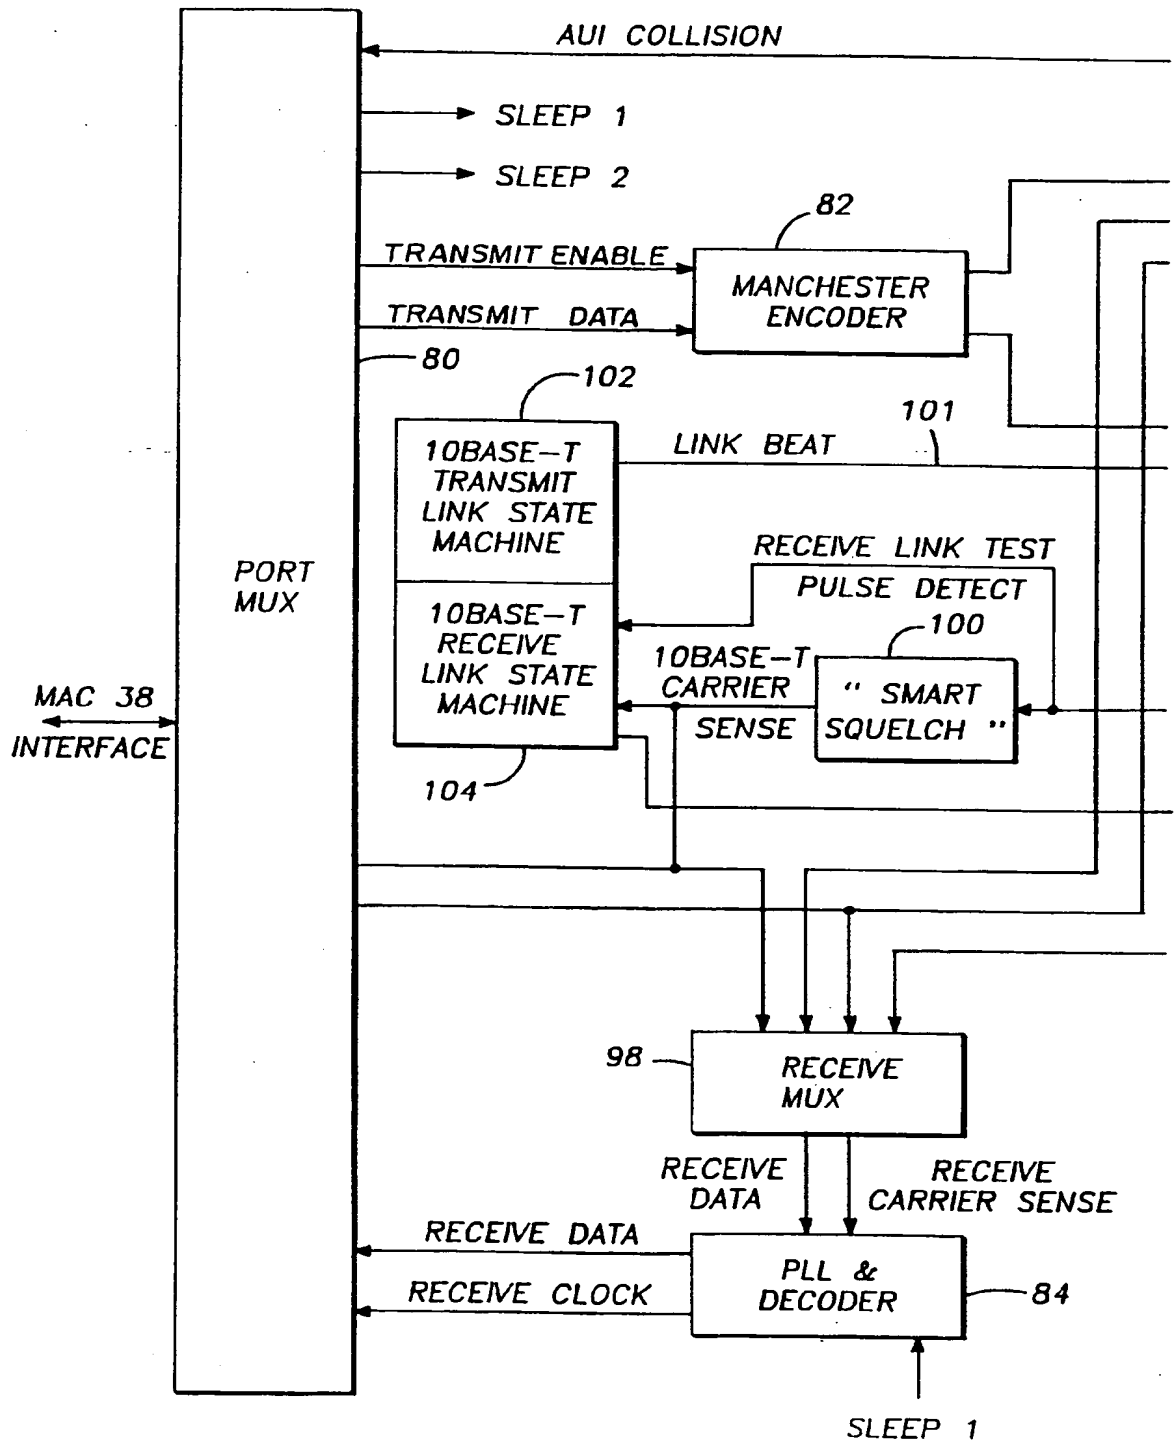 AUI COLLISION
SLEEP 1
SLEEP 2
82
TRANSMIT ENABLE
MANCHESTER
ENCODER
TRANSMIT DATA
80
102
101
10BASE-T
TRANSMIT
LINK STATE
MACHINE
LINK BEAT
RECEIVE LINK TEST
PULSE DETECT
PORT
MUX
10BASE-T
RECEIVE
LINK STATE
MACHINE
100
10BASE-T
CARRIER
SENSE
" SMART
SQUELCH "
MAC 38
INTERFACE
104
98
RECEIVE
MUX
RECEIVE
DATA
RECEIVE
CARRIER SENSE
RECEIVE DATA
RECEIVE CLOCK
PLL &
DECODER
84
SLEEP 1